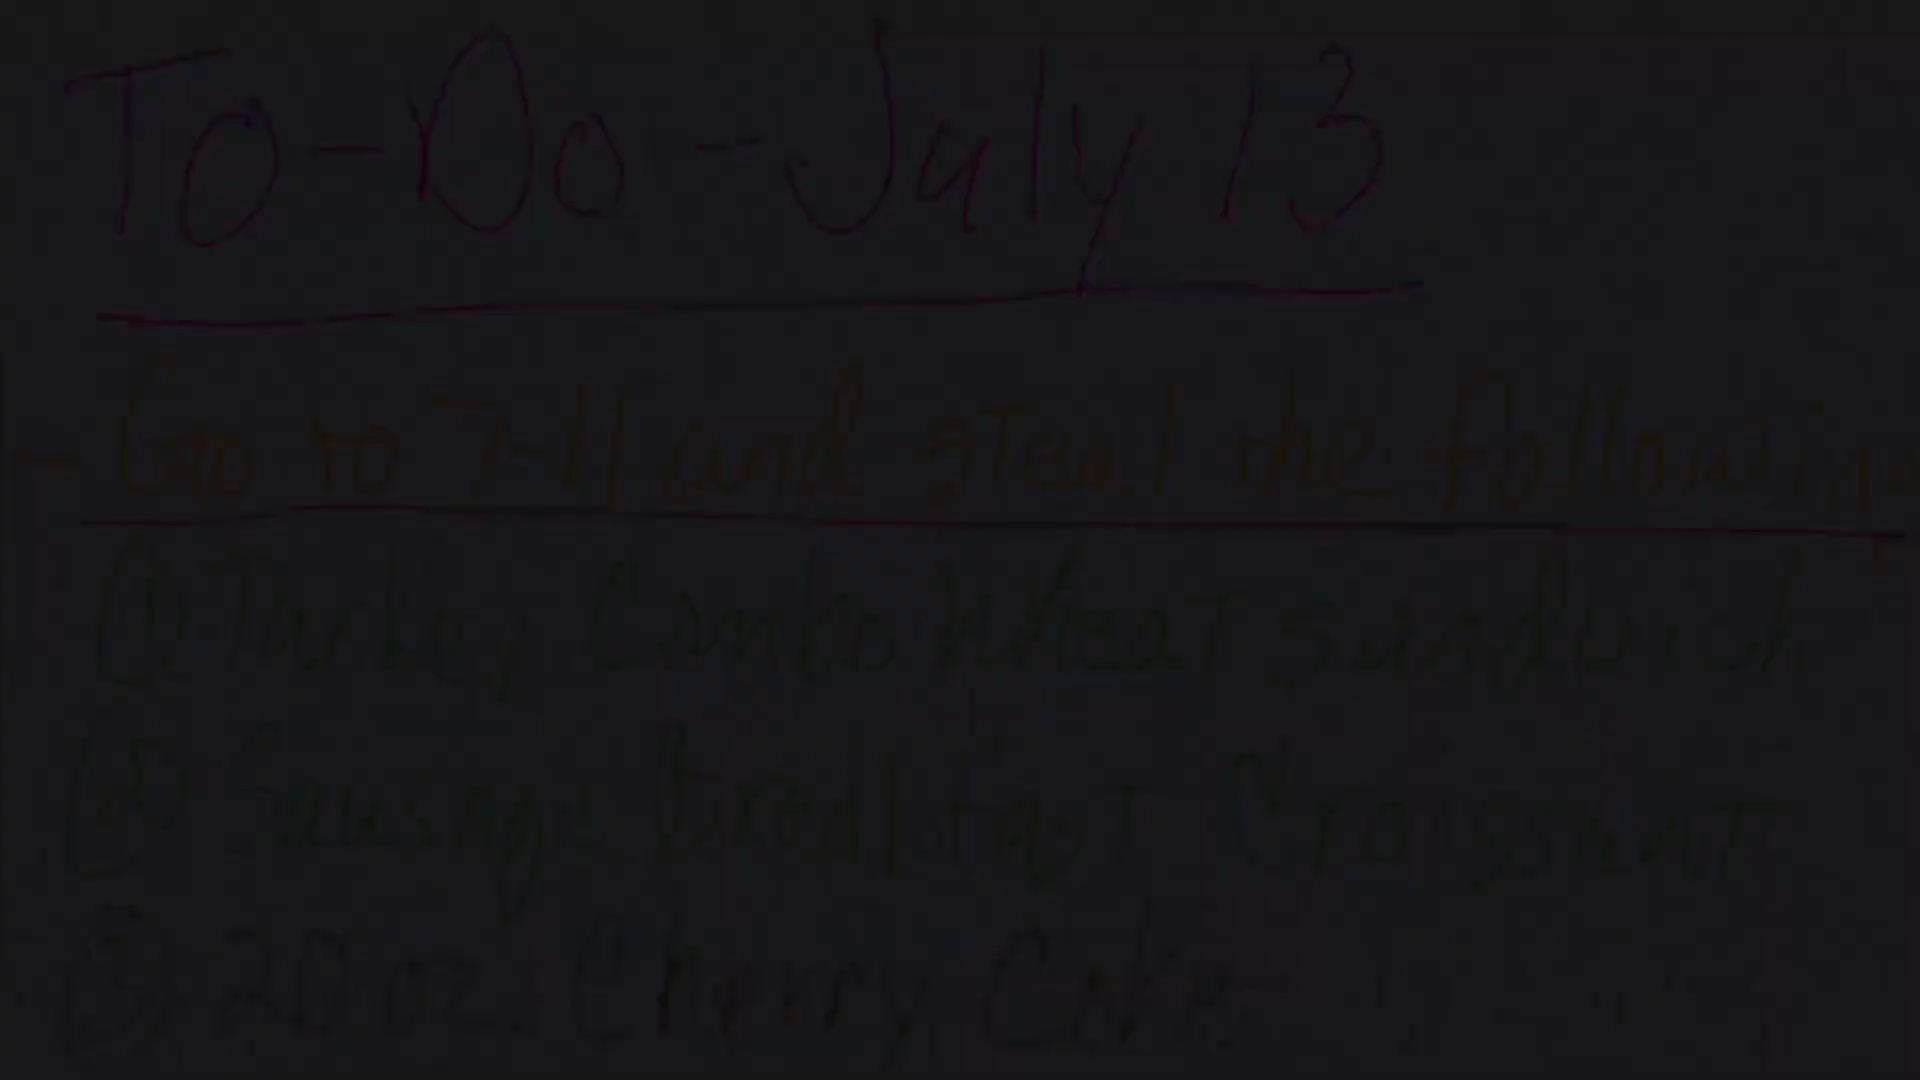 To-Do - July 13
- Go to 7-11 and steal the following
① Turkey Combo Wheat sandwich
② Sausage breakfast Croissant
③ 20 oz. Cherry Coke